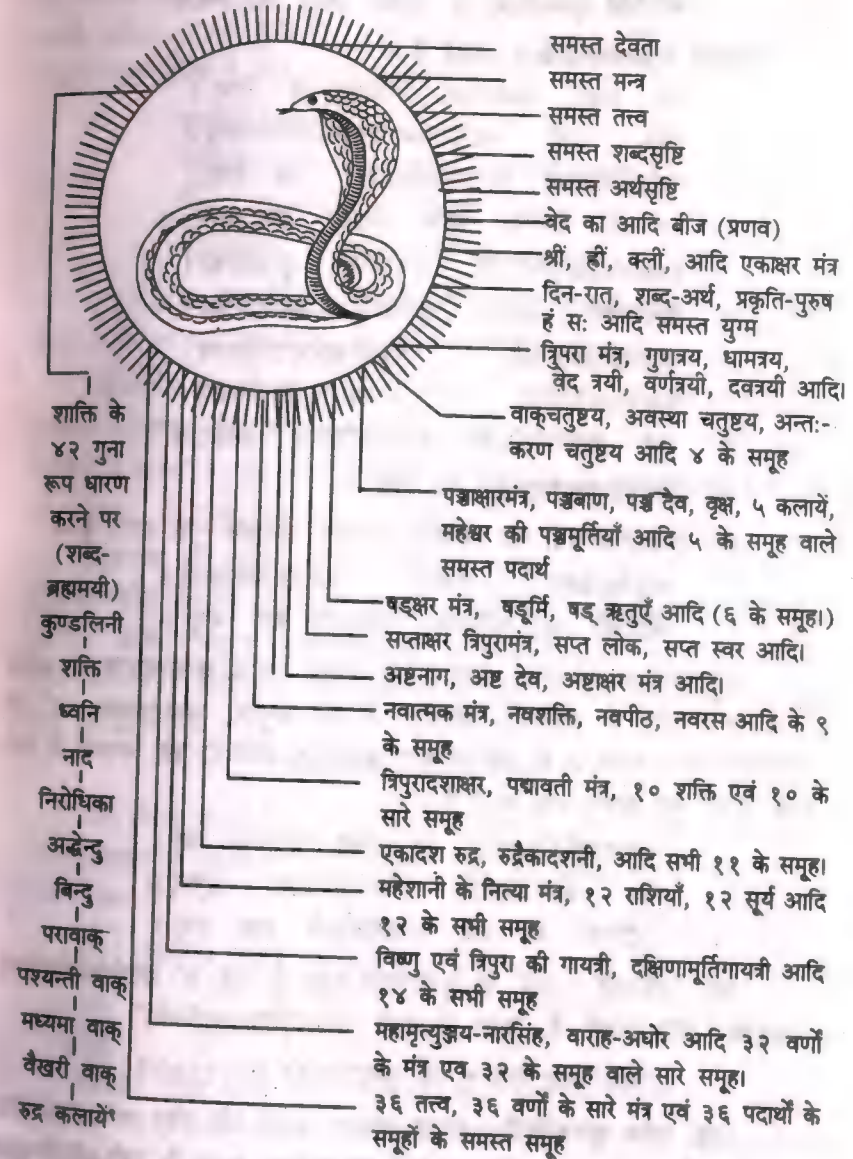 समस्त देवता
समस्त मन्त्र
समस्त तत्त्व
समस्त शब्दसृष्टि
समस्त अर्थसृष्टि
वेद का आदि बीज (प्रणव)
श्रीं, ह्रीं, क्लीं, आदि एकाक्षर मंत्र
दिन-रात, शब्द-अर्थ, प्रकृति-पुरुष
हं सः आदि समस्त युग्म
त्रिपरा मंत्र, गुणत्रय, धामत्रय,
वेद त्रयी, वर्णत्रयी, दवत्रयी आदि।
वाक्चतुष्टय, अवस्था चतुष्टय, अन्तः-
करण चतुष्टय आदि ४ के समूह
पञ्चाक्षारमंत्र, पञ्चबाण, पञ्च देव, वृक्ष, ५ कलायें,
महेश्वर की पञ्चमूर्तियाँ आदि ५ के समूह वाले
समस्त पदार्थ
षड्क्षर मंत्र, षडूर्मि, षड् ऋतुएँ आदि (६ के समूह।)
सप्ताक्षर त्रिपुरामंत्र, सप्त लोक, सप्त स्वर आदि।
अष्टनाग, अष्ट देव, अष्टाक्षर मंत्र आदि।
नवात्मक मंत्र, नवशक्ति, नवपीठ, नवरस आदि के ९
के समूह
त्रिपुरादशाक्षर, पद्मावती मंत्र, १० शक्ति एवं १० के
सारे समूह
एकादश रुद्र, रुद्रैकादशनी, आदि सभी ११ के समूह।
महेशानी के नित्या मंत्र, १२ राशियाँ, १२ सूर्य आदि
१२ के सभी समूह
विष्णु एवं त्रिपुरा की गायत्री, दक्षिणामूर्तिगायत्री आदि
१४ के सभी समूह
महामृत्युञ्जय-नारसिंह, वाराह-अघोर आदि ३२ वर्णों
के मंत्र एव ३२ के समूह वाले सारे समूह।
३६ तत्व, ३६ वर्णों के सारे मंत्र एवं ३६ पदार्थों के
समूहों के समस्त समूह
शाक्ति के
४२ गुना
रूप धारण
करने पर
(शब्द-
ब्रह्ममयी)
कुण्डलिनी
शक्ति
ध्वनि
नाद
निरोधिका
अर्द्धेन्दु
बिन्दु
परावाक्
पश्यन्ती वाक्
मध्यमा वाक्
वैखरी वाक्
रुद्र कलायें१